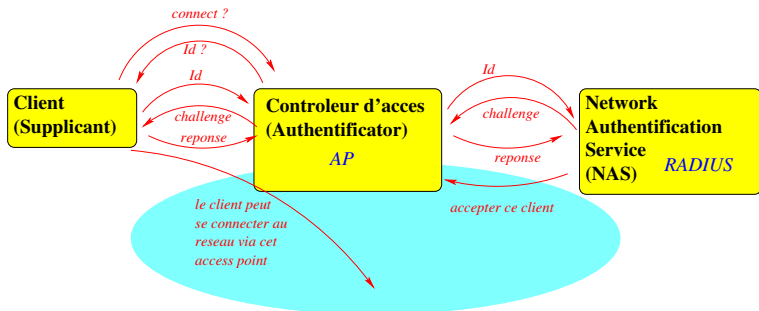 connect ?
Id ?
Id
challenge
reponse
Client
(Supplicant)
Controleur d'acces
(Authentificator)
AP
Id
challenge
reponse
accepter ce client
Network
Authentification
Service
(NAS)
RADIUS
le client peut
se connecter au
reseau via cet
access point